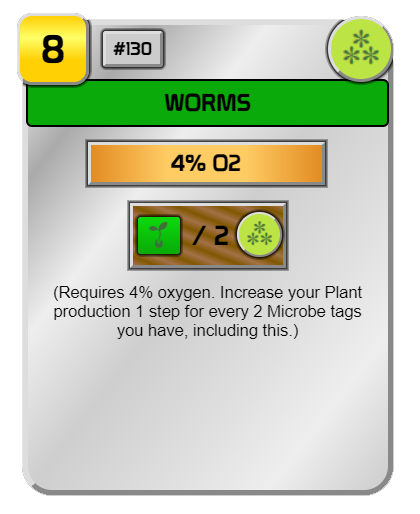 8
#130
WORMS
4% O2
/ 2
(Requires 4% oxygen. Increase your Plant
production 1 step for every 2 Microbe tags
you have, including this.)